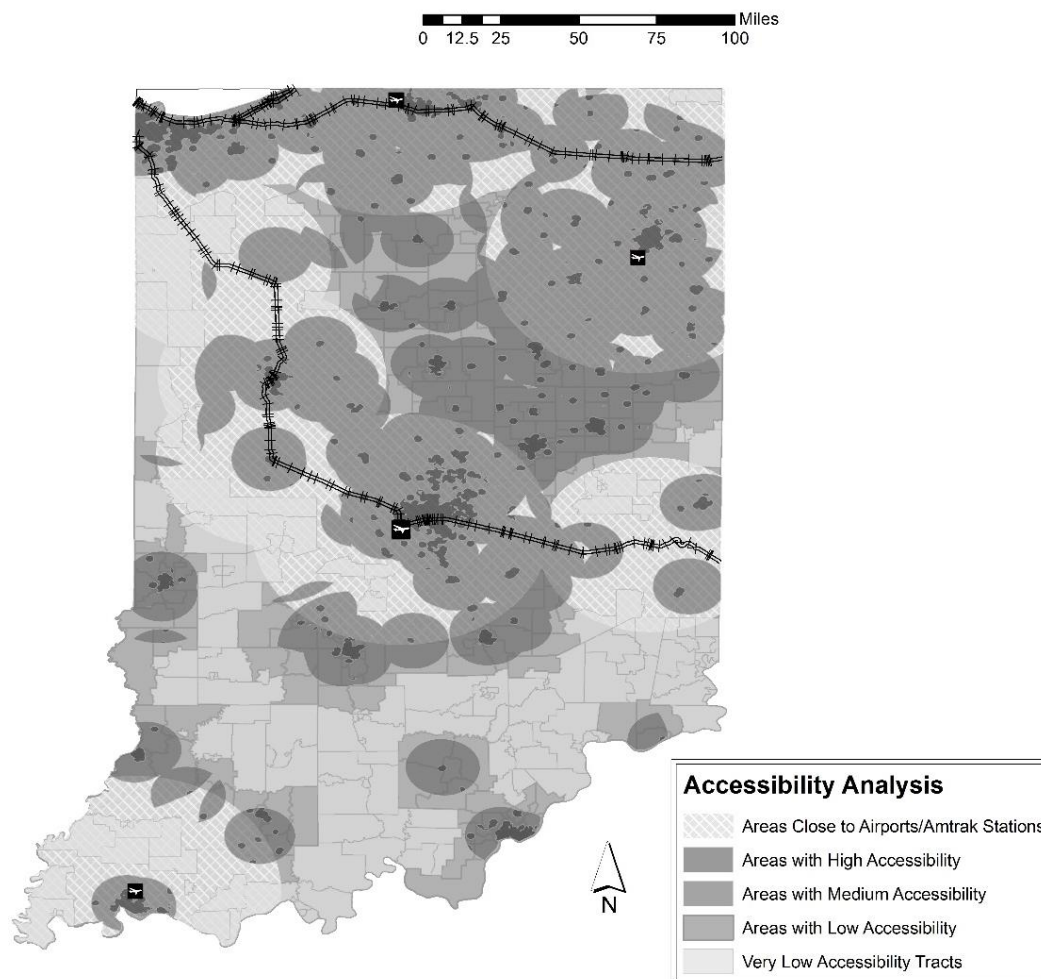 Miles
0 12.5 25 50 75 100
N
Accessibility Analysis
Areas Close to Airports/Amtrak Stations
Areas with High Accessibility
Areas with Medium Accessibility
Areas with Low Accessibility
Very Low Accessibility Tracts